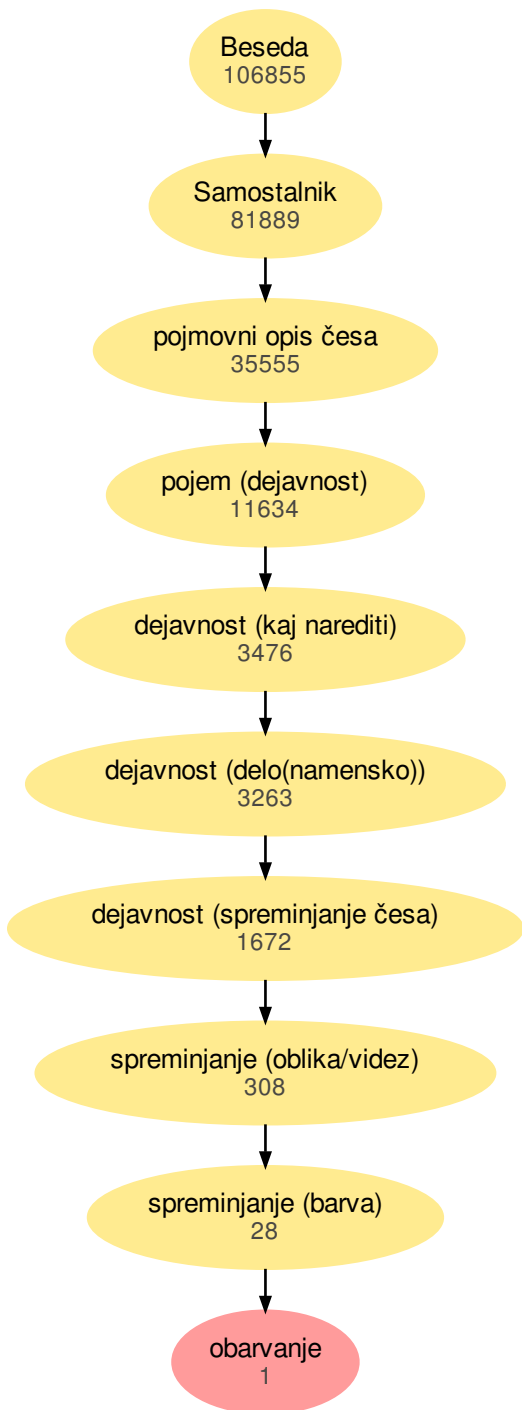 Beseda
106855
Samostalnik
81889
pojmovni opis česa
35555
pojem (dejavnost)
11634
dejavnost (kaj narediti)
3476
dejavnost (delo(namensko))
3263
dejavnost (spreminjanje česa)
1672
spreminjanje (oblika/videz)
308
spreminjanje (barva)
28
obarvanje
1